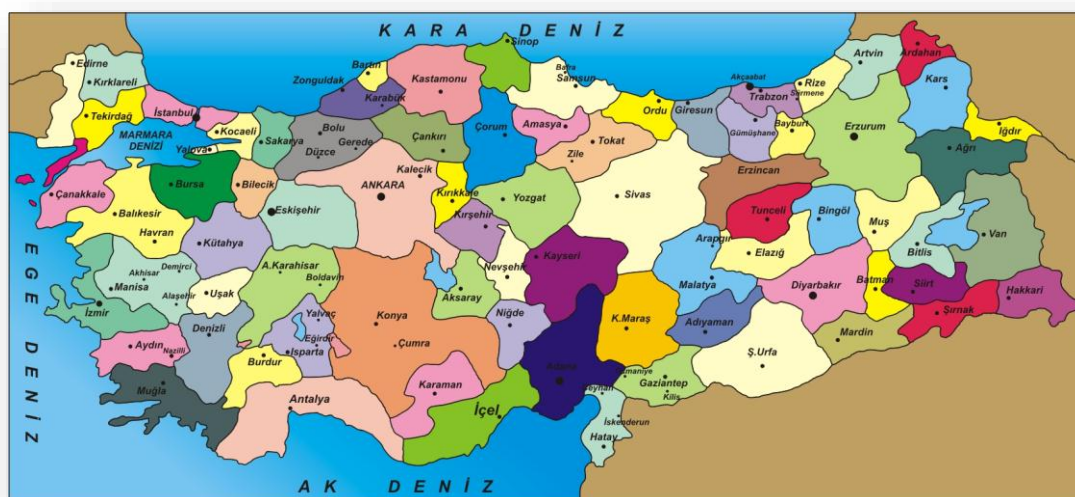 KARA DENİZ
Sinop
Edirne
Kırklareli
Tekirdağ
İstanbul
MARMARA
DENİZİ
Kocaeli
Yalova
Sakarya
Zonguldak
Bartın
Karabük
Kastamonu
Bolu
Gerede
Düzce
Çankırı
Çorum
Bafra
Samsun
Amasya
Ordu
Tokat
Zile
Giresun
Akçaabat
Trabzon
Sürmene
Rize
Gümüşhane
Bayburt
Artvin
Ardahan
Kars
Iğdır
Erzurum
Ağrı
Çanakkale
Bursa
Bilecik
Balıkesir
Havran
Eskişehir
Kütahya
Kalecik
ANKARA
Kırıkkale
Kırşehir
Yozgat
Sivas
Erzincan
Tunceli
Bingöl
Muş
Bitlis
Van
Arapgir
Elazığ
Malatya
EGE DENİZ
Akhisar
Demirci
Manisa
Alaşehir
Uşak
İzmir
A.Karahisar
Boldavin
Aksaray
Nevşehir
Kayseri
Diyarbakır
Batman
Siirt
Şırnak
Hakkari
Aydın
Nazilli
Denizli
Yalvaç
Eğirdir
Isparta
Burdur
Konya
Çumra
Niğde
K.Maraş
Adıyaman
Ş.Urfa
Mardin
Muğla
Antalya
Karaman
İçel
Adana
Ceyhan
Gaziantep
Kilis
İskenderun
Hatay
AK DENİZ